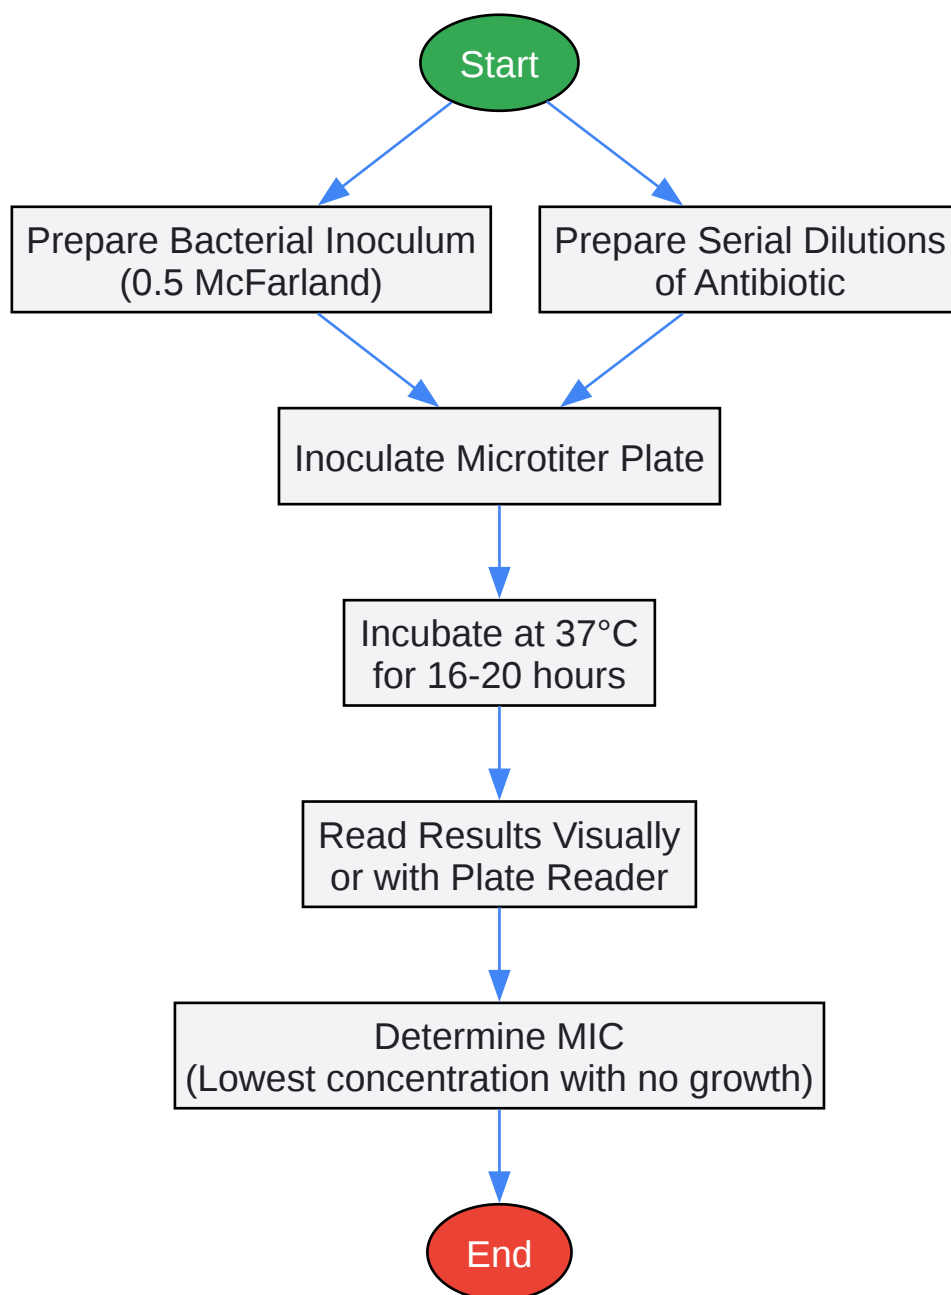 Start
Prepare Bacterial Inoculum
(0.5 McFarland)
Prepare Serial Dilutions
of Antibiotic
Inoculate Microtiter Plate
Incubate at 37°C
for 16-20 hours
Read Results Visually
or with Plate Reader
Determine MIC
(Lowest concentration with no growth)
End